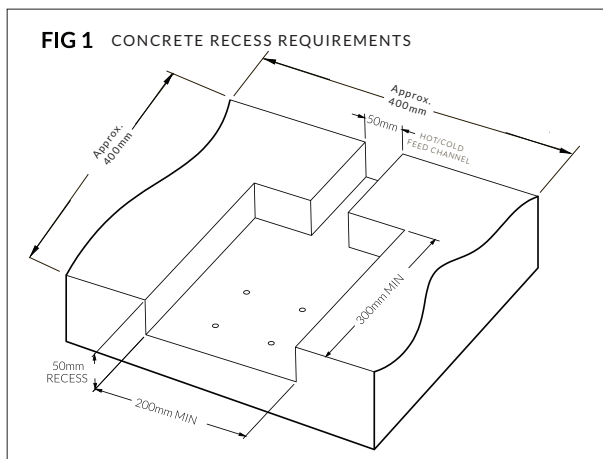 FIG 1 CONCRETE RECESS REQUIREMENTS
Approx.
400mm
Approx.
400mm
50mm
HOT/COLD
FEED CHANNEL
300mm MIN
50mm
RECESS
200mm MIN